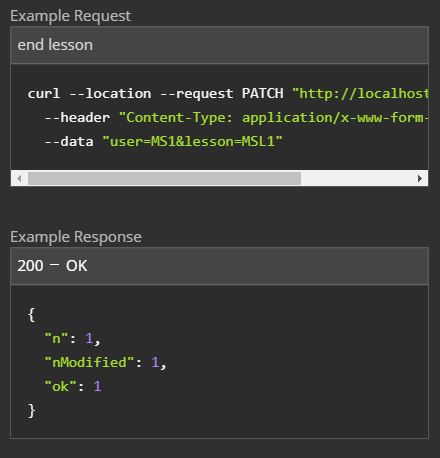 Example Request
end lesson
curl --location --request PATCH "http://localhost
--header "Content-Type: application/x-www-form-
--data "user=MS1&lesson=MSL1"
Example Response
200 – OK
{
"n": 1,
"nModified": 1,
"ok": 1
}